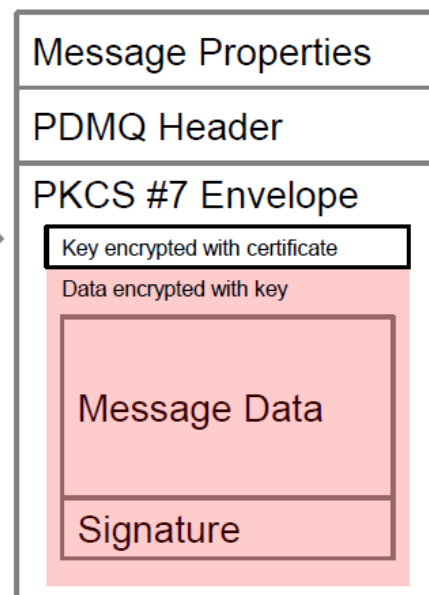 Message Properties
PDMQ Header
PKCS #7 Envelope
Key encrypted with certificate
Data encrypted with key
Message Data
Signature